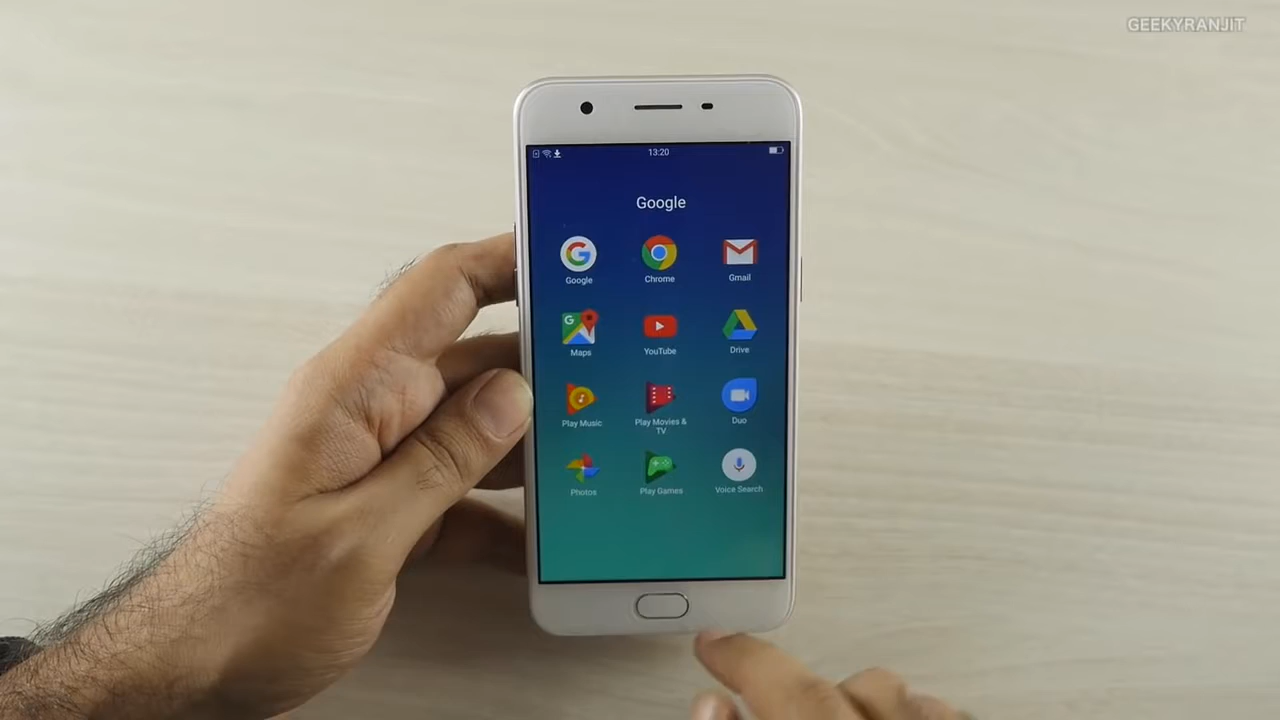 GEEKYRANJIT
13:20
Google
Google
Chrome
Gmail
G
Maps
YouTube
Drive
Play Music
Play Movies &
TV
Duo
Photos
Play Games
Voice Search